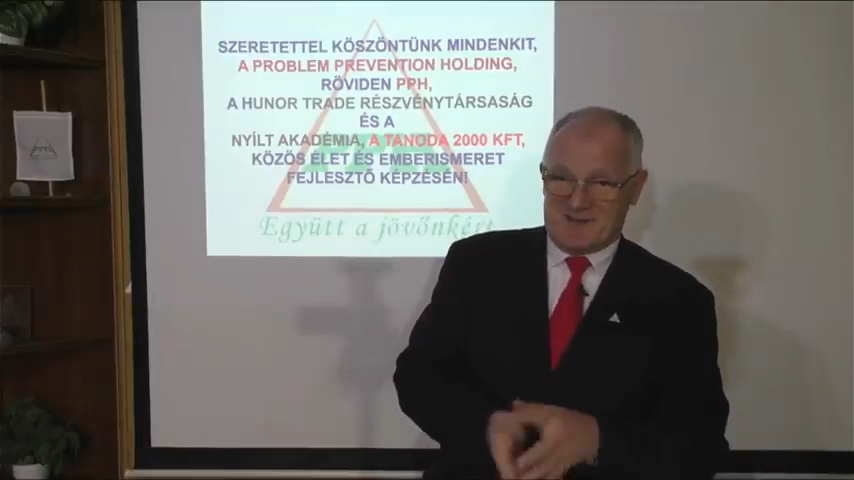 SZERETETTEL KÖSZÖNTÜNK MINDENKIT,
A PROBLEM PREVENTION HOLDING,
RÖVIDEN PPH,
A HUNOR TRADE RÉSZVÉNYTÁRSASÁG
ÉS A
NYÍLT AKADÉMIA, A TANODA 2000 KFT,
KÖZÖS ÉLET ÉS EMBERISMERET
FEJLESZTŐ KÉPZÉSÉN!
Együtt a jövőnkért